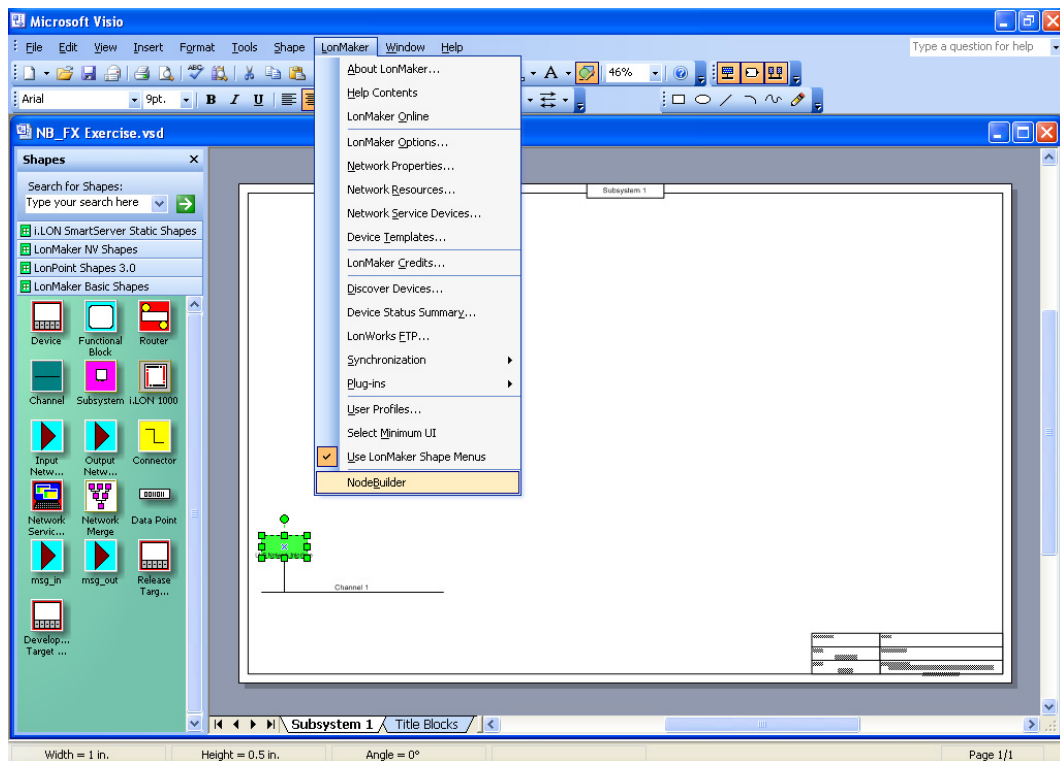 Microsoft Visio
File Edit View Insert Format Tools Shape LonMaker Window Help
Type a question for help
46%
Arial 9pt. B I U
NB_FX Exercise.vsd
Shapes
Search for Shapes:
Type your search here
i.LON SmartServer Static Shapes
LonMaker NV Shapes
LonPoint Shapes 3.0
LonMaker Basic Shapes
Device
Functional Block
Router
Channel
Subsystem
i.LON 1000
Input Netw...
Output Netw...
Connector
Network Servic...
Network Merge
Data Point
msg_in
msg_out
Release Targ...
Develop... Target ...
About LonMaker...
Help Contents
LonMaker Online
LonMaker Options...
Network Properties...
Network Resources...
Network Service Devices...
Device Templates...
LonMaker Credits...
Discover Devices...
Device Status Summary...
LonWorks FTP...
Synchronization
Plug-ins
User Profiles...
Select Minimum UI
Use LonMaker Shape Menus
NodeBuilder
Subsystem 1
Channel 1
Subsystem 1
Title Blocks
Width = 1 in.
Height = 0.5 in.
Angle = 0°
Page 1/1